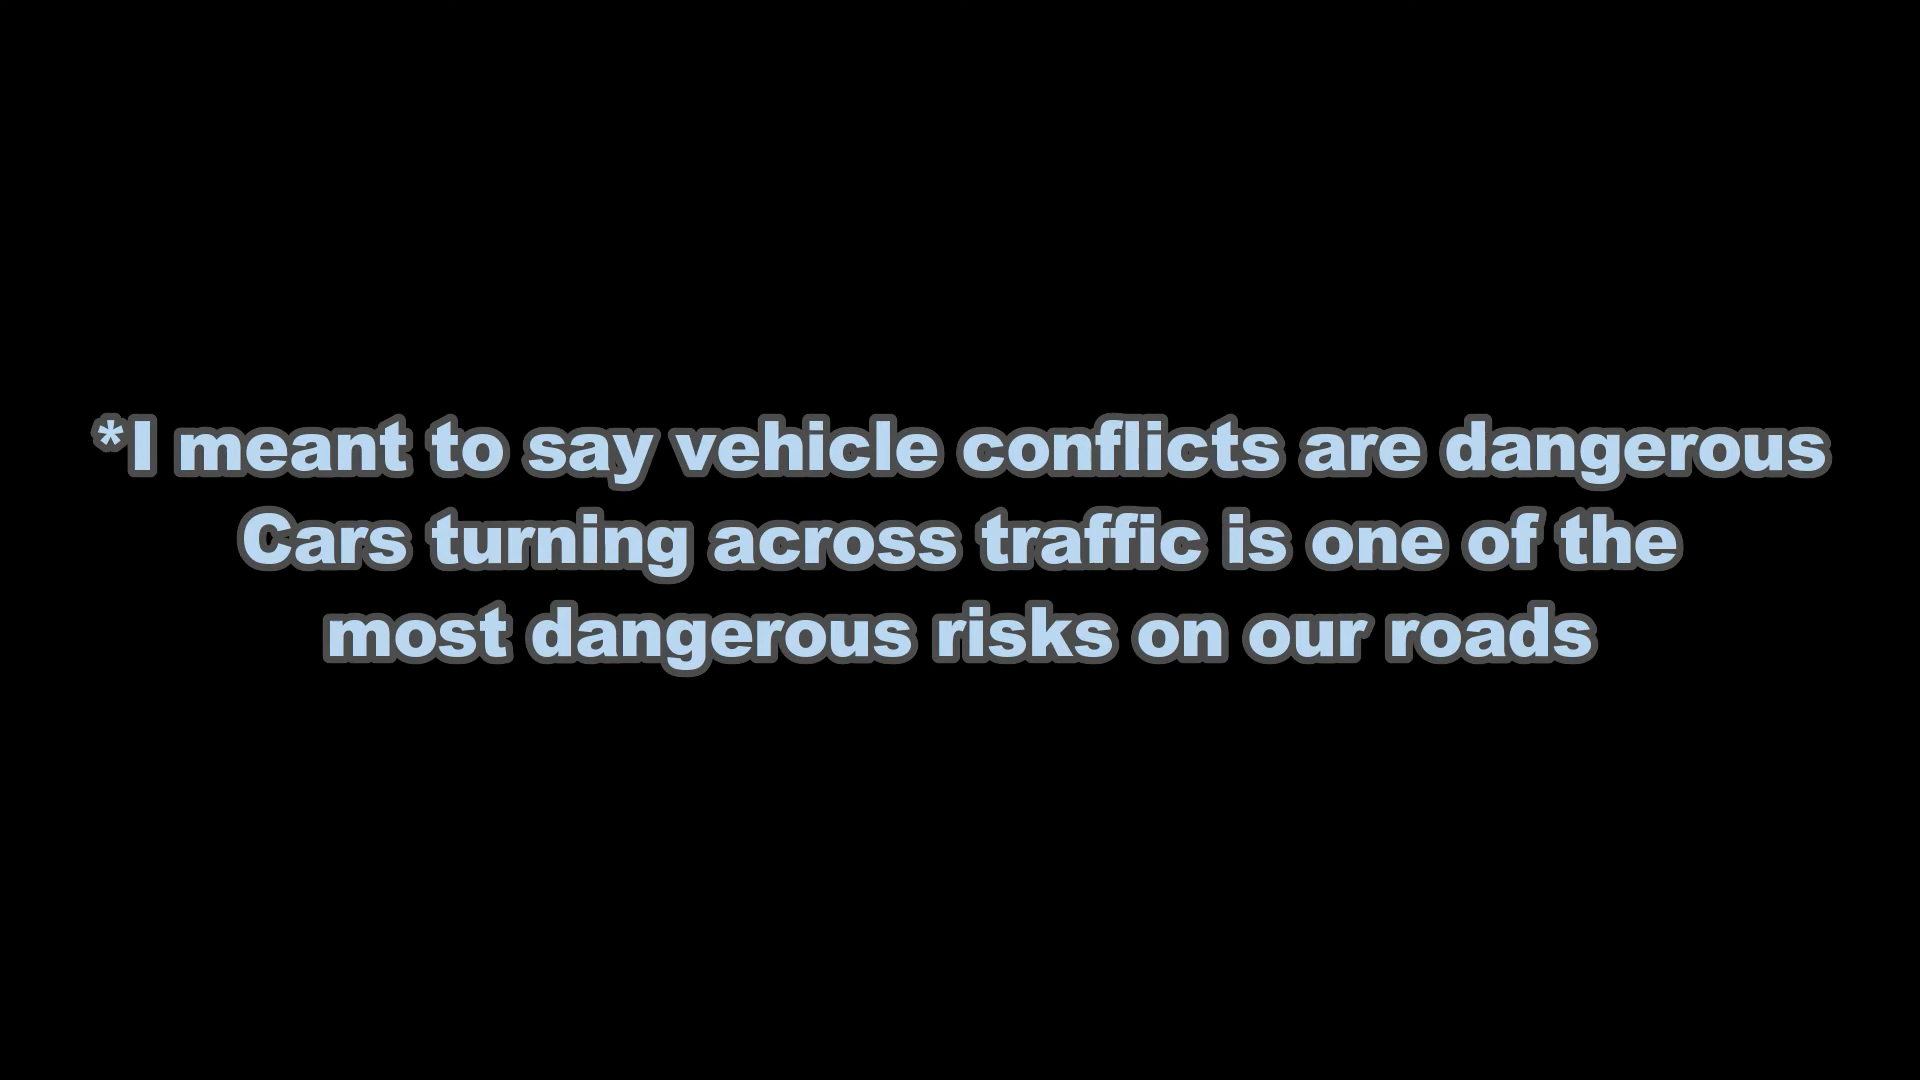 *I meant to say vehicle conflicts are dangerous
Cars turning across traffic is one of the
most dangerous risks on our roads